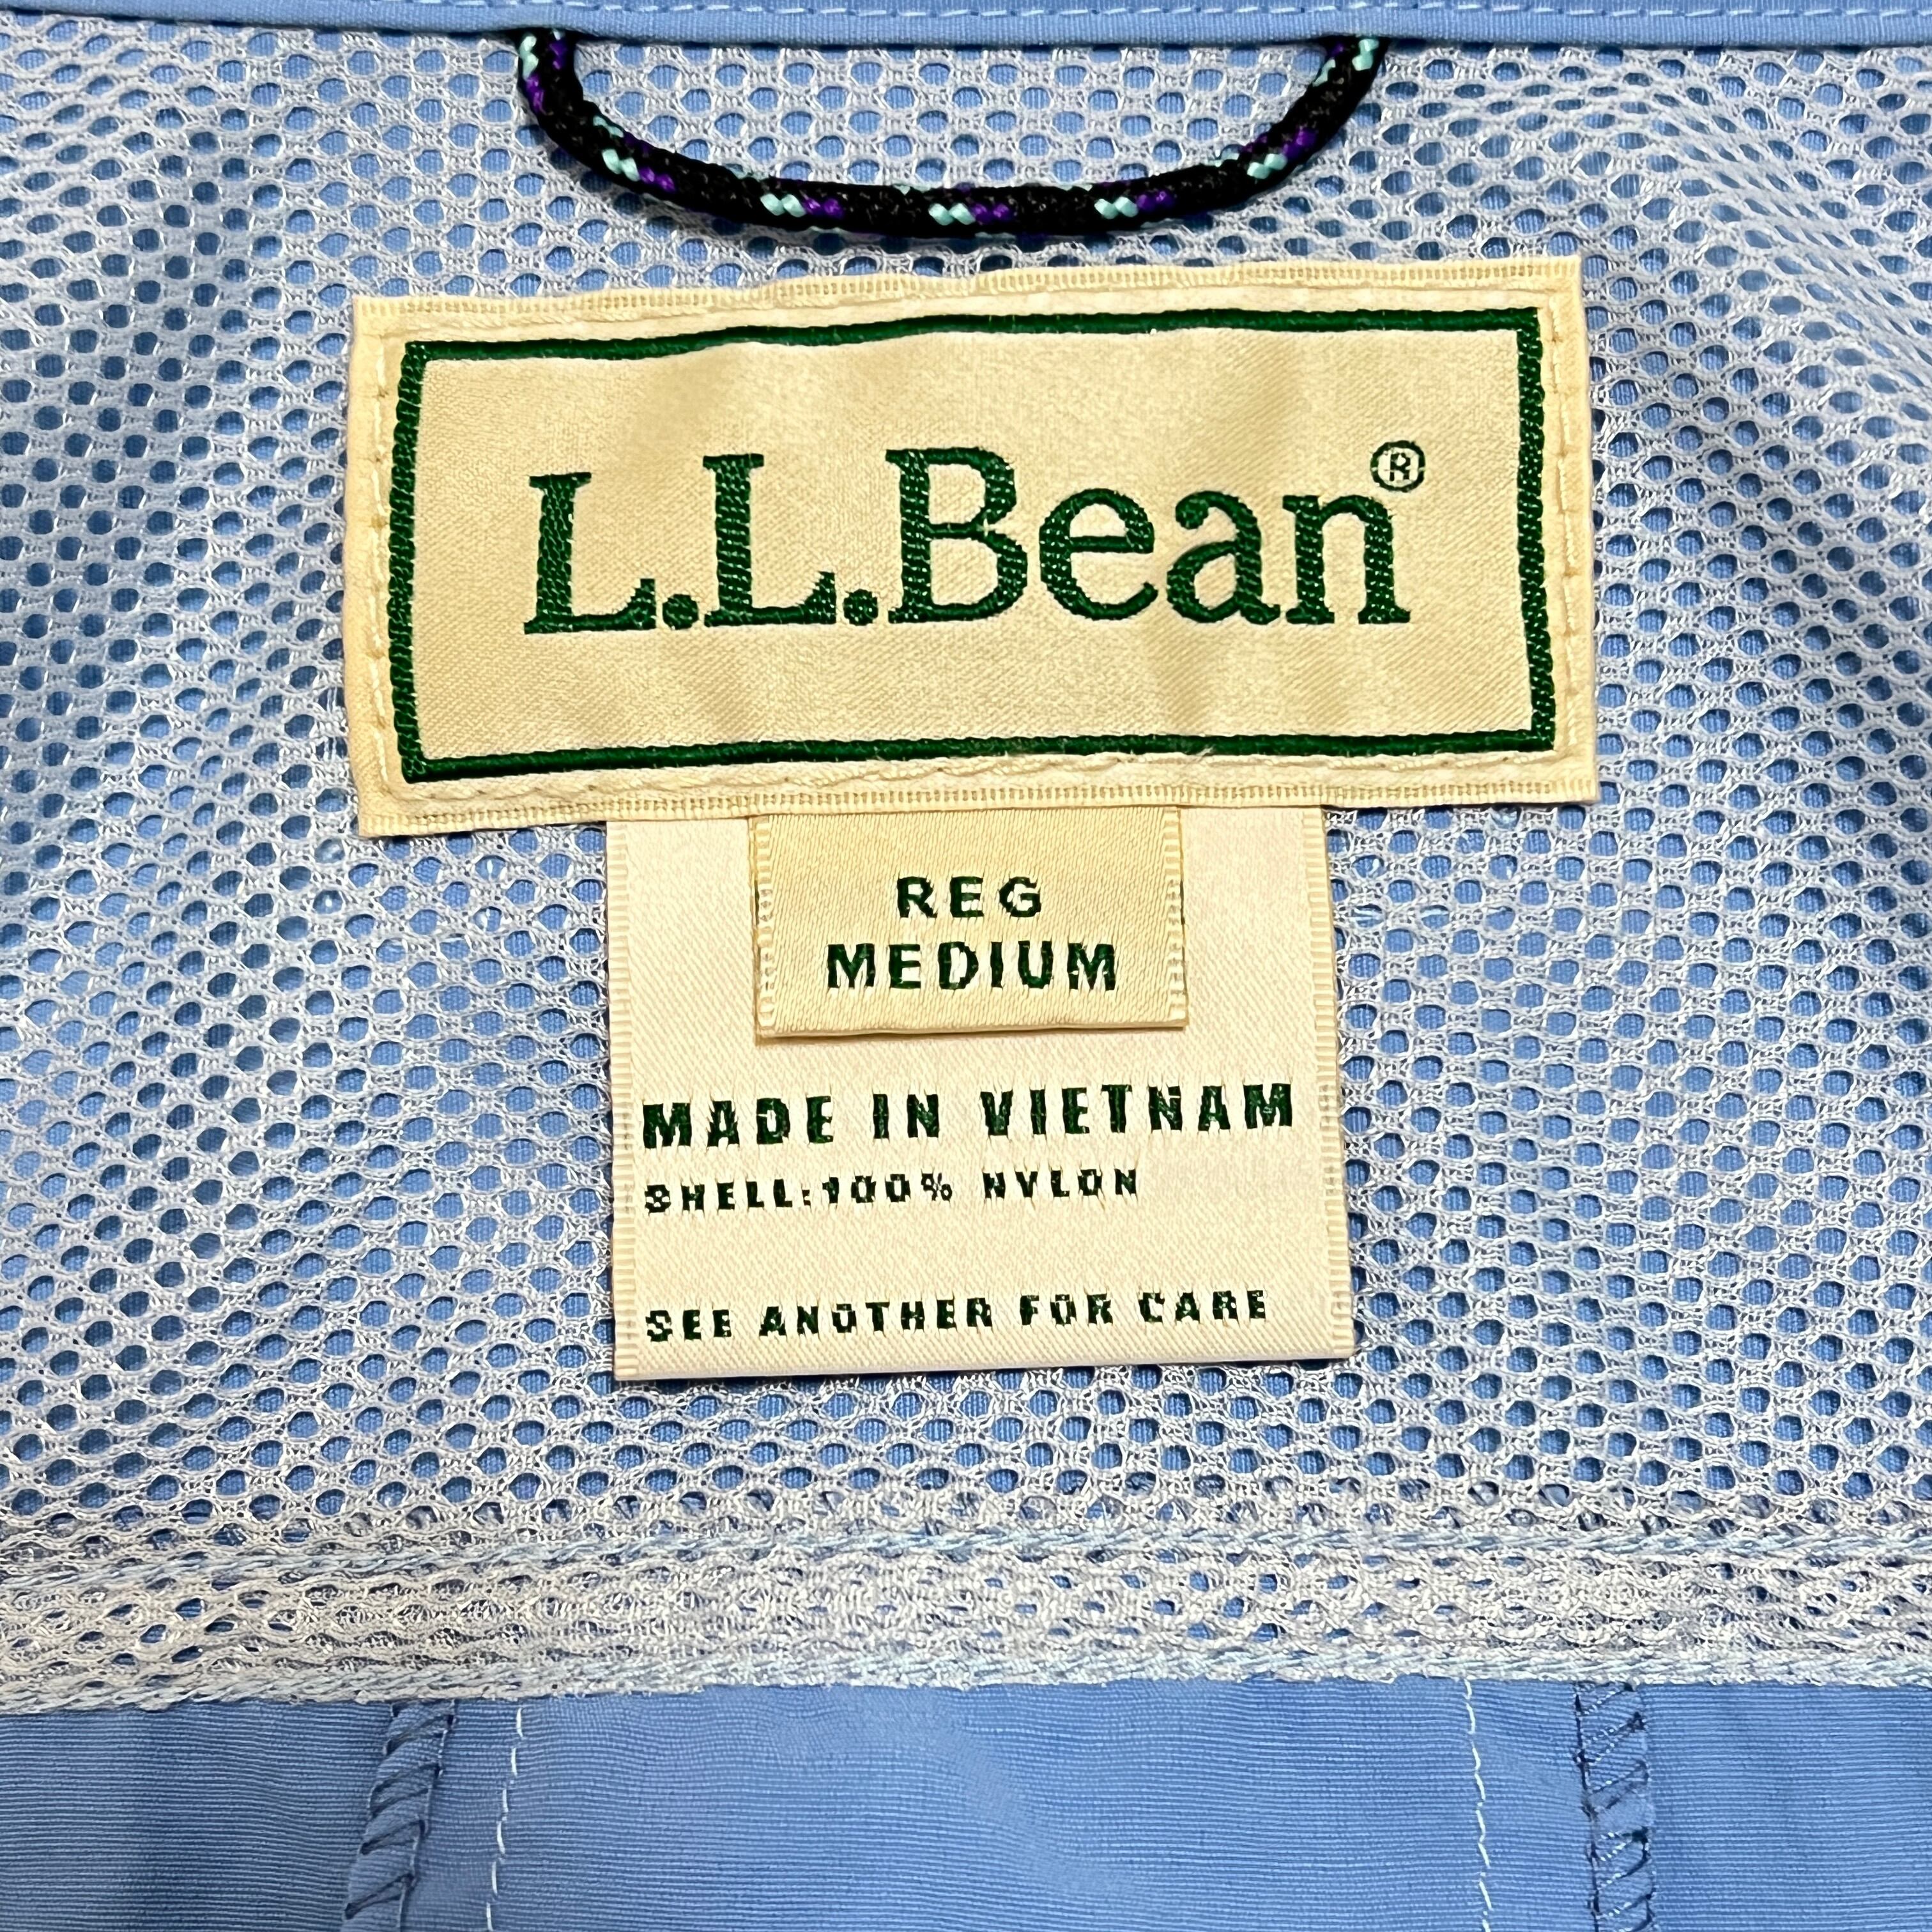 L.L.Bean®
REG
MEDIUM
MADE IN VIETNAM
SHELL:100% NYLON
SEE ANOTHER FOR CARE